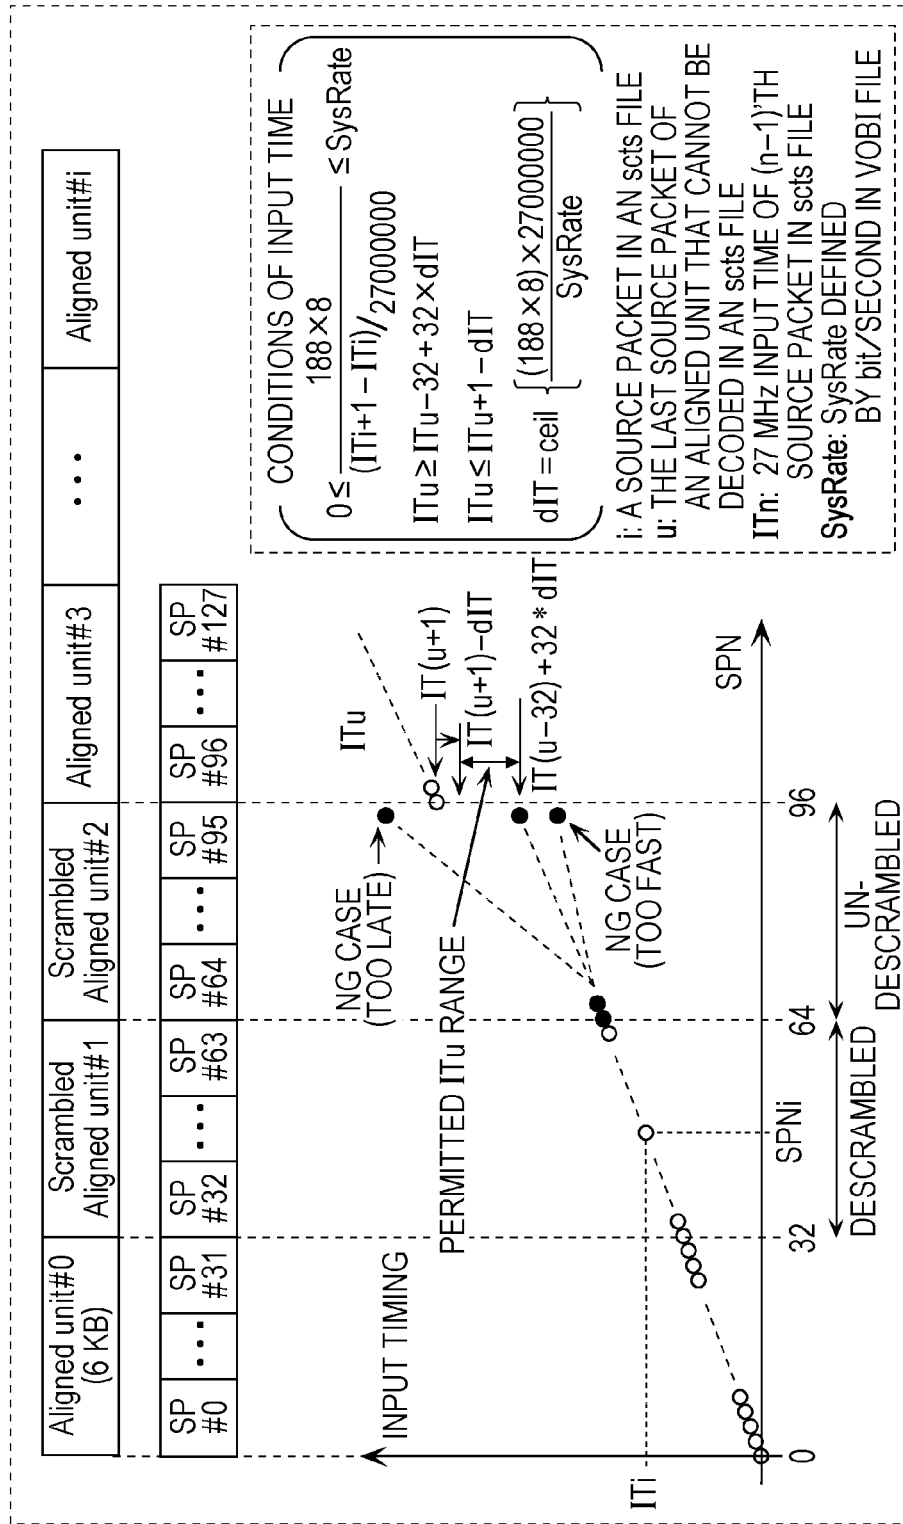 Aligned unit#0
(6 KB)
Scrambled
Aligned unit#1
Scrambled
Aligned unit#2
Aligned unit#3
• • •
Aligned unit#i
SP
#0
• • •
SP
#31
SP
#32
• • •
SP
#63
SP
#64
• • •
SP
#95
SP
#96
• • •
SP
#127
INPUT TIMING
NG CASE
(TOO LATE)
ITu
IT(u+1)
IT(u+1)−dIT
IT(u−32)+32*dIT
PERMITTED ITu RANGE
NG CASE
(TOO FAST)
ITi
SPN
0
32
SPNi
64
96
DESCRAMBLED
UN-
DESCRAMBLED
CONDITIONS OF INPUT TIME
0 ≤ 188×8 / (ITi+1−ITi)/27000000 ≤ SysRate
ITu ≥ ITu−32+32×dIT
ITu ≤ ITu+1−dIT
dIT = ceil { (188×8)×27000000 / SysRate }
i: A SOURCE PACKET IN AN scts FILE
u: THE LAST SOURCE PACKET OF
AN ALIGNED UNIT THAT CANNOT BE
DECODED IN AN scts FILE
ITn: 27 MHz INPUT TIME OF (n−1)'TH
SOURCE PACKET IN scts FILE
SysRate: SysRate DEFINED
BY bit/SECOND IN VOBI FILE